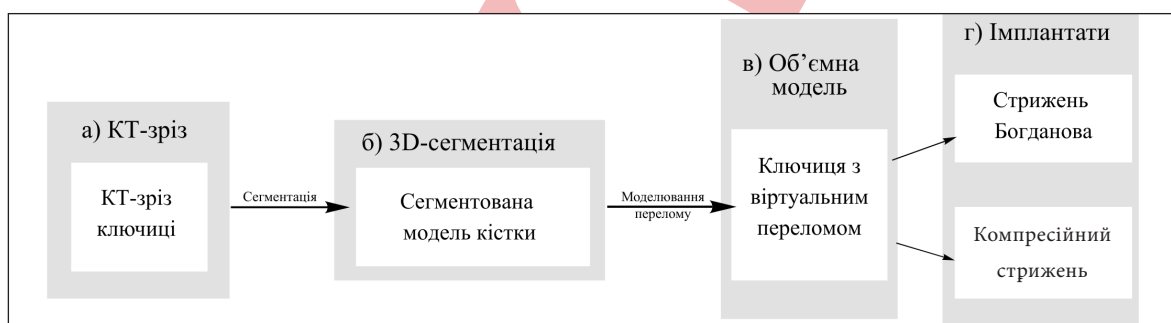 а) КТ-зріз
КТ-зріз
ключиці
Сегментація
б) 3D-сегментація
Сегментована
модель кістки
Моделювання
перелому
в) Об’ємна
модель
Ключиця з
віртуальним
переломом
г) Імплантати
Стрижень
Богданова
Компресійний
стрижень